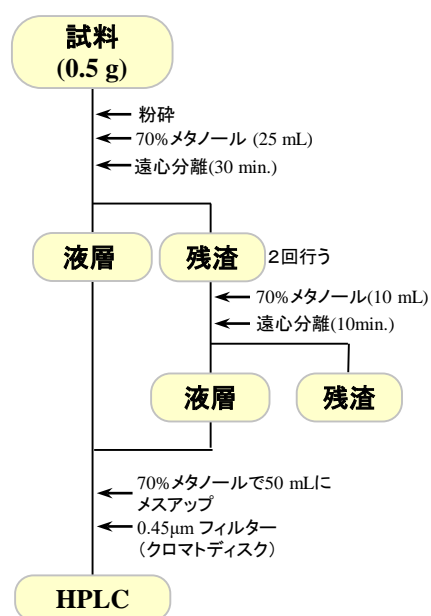 試料
(0.5 g)
粉砕
70%メタノール (25 mL)
遠心分離(30 min.)
液層
残渣
2回行う
70%メタノール(10 mL)
遠心分離(10min.)
液層
残渣
70%メタノールで50 mLに
メスアップ
0.45μm フィルター
(クロマトディスク)
HPLC